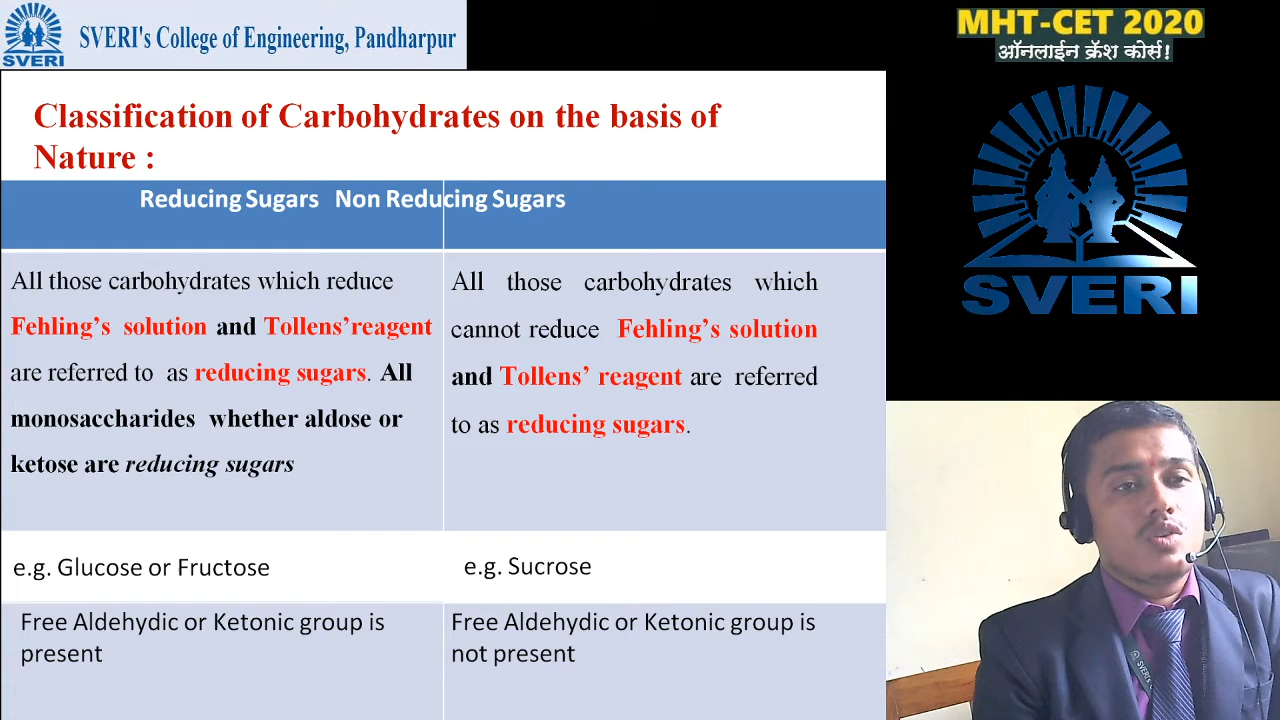 SVERI
SVERI's College of Engineering, Pandharpur
MHT-CET 2020
ऑनलाईन क्रॅश कोर्स!
SVERI
Classification of Carbohydrates on the basis of
Nature :
Reducing Sugars Non Reducing Sugars
All those carbohydrates which reduce
Fehling’s solution and Tollens’reagent
are referred to as reducing sugars. All
monosaccharides whether aldose or
ketose are reducing sugars
All those carbohydrates which
cannot reduce Fehling’s solution
and Tollens’ reagent are referred
to as reducing sugars.
e.g. Glucose or Fructose
e.g. Sucrose
Free Aldehydic or Ketonic group is
present
Free Aldehydic or Ketonic group is
not present
SVERI's C